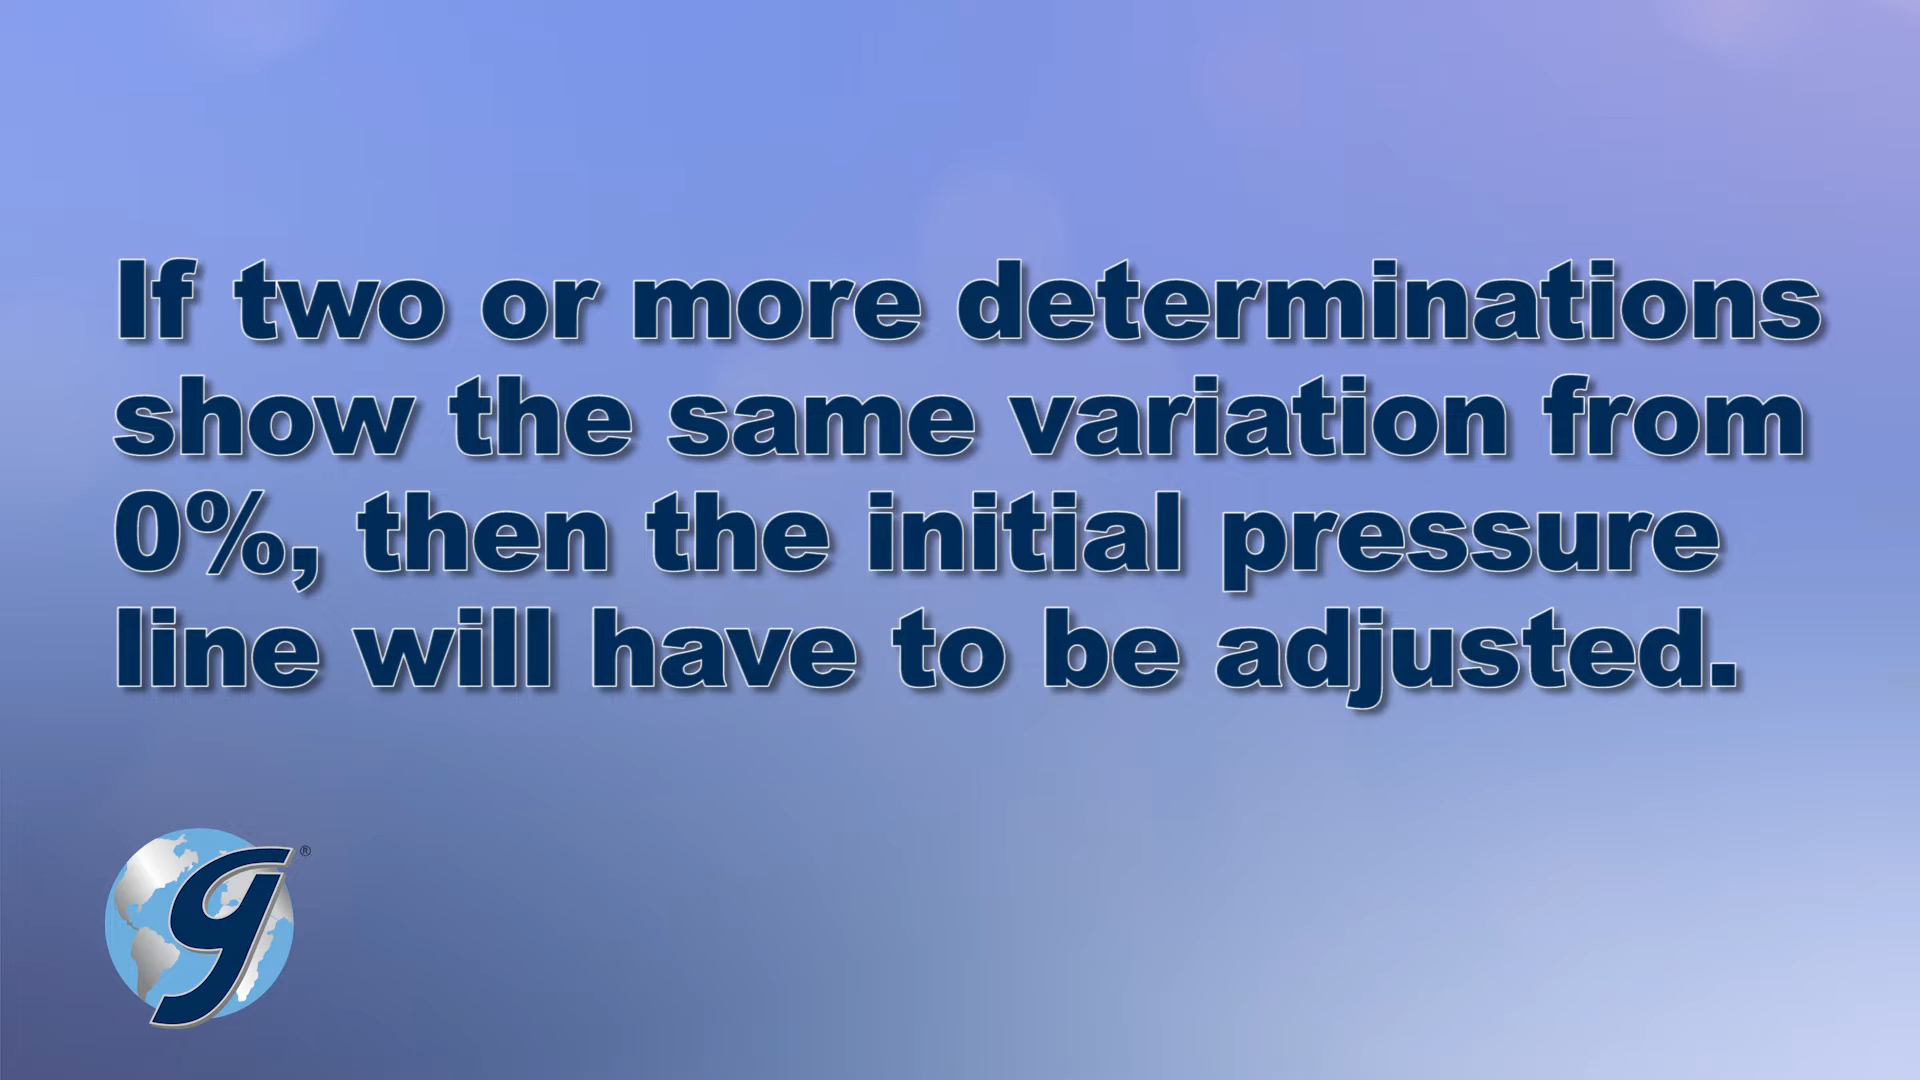 If two or more determinations
show the same variation from
0%, then the initial pressure
line will have to be adjusted.
g®